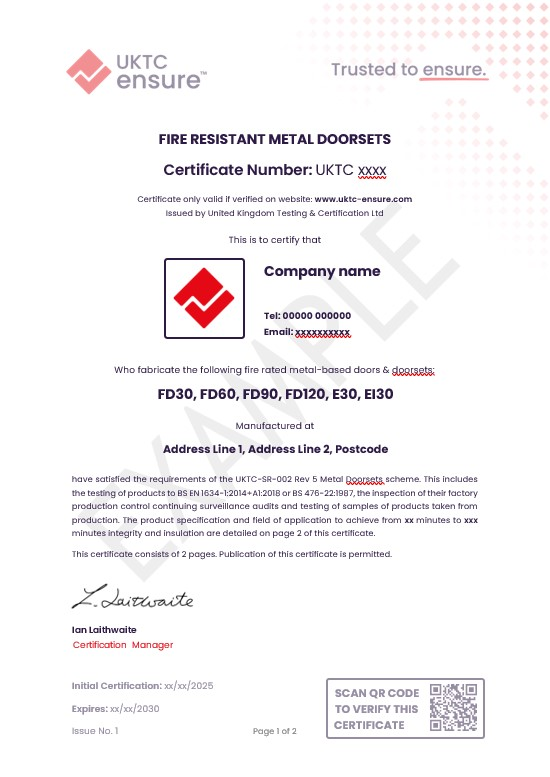 UKTC
ensure™
Trusted to ensure.
FIRE RESISTANT METAL DOORSETS
Certificate Number: UKTC xxxx
Certificate only valid if verified on website: www.uktc-ensure.com
Issued by United Kingdom Testing & Certification Ltd
This is to certify that
Company name
Tel: 00000 000000
Email: xxxxxxxxxx
Who fabricate the following fire rated metal-based doors & doorsets:
FD30, FD60, FD90, FD120, E30, EI30
Manufactured at
Address Line 1, Address Line 2, Postcode
have satisfied the requirements of the UKTC-SR-002 Rev 5 Metal Doorsets scheme. This includes
the testing of products to BS EN 1634-1:2014+A1:2018 or BS 476-22:1987, the inspection of their factory
production control continuing surveillance audits and testing of samples of products taken from
production. The product specification and field of application to achieve from xx minutes to xxx
minutes integrity and insulation are detailed on page 2 of this certificate.
This certificate consists of 2 pages. Publication of this certificate is permitted.
I. Laithwaite
Ian Laithwaite
Certification Manager
Initial Certification: xx/xx/2025
Expires: xx/xx/2030
Issue No. 1
Page 1 of 2
SCAN QR CODE
TO VERIFY THIS
CERTIFICATE
EXAMPLE